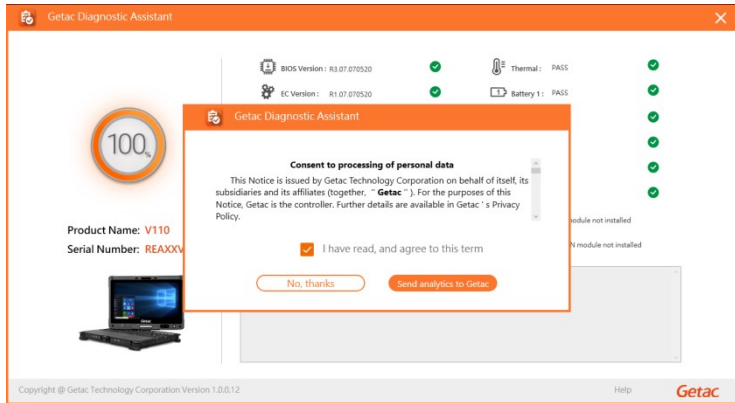 Getac Diagnostic Assistant
BIOS Version : R3.07.070520
Thermal : PASS
EC Version : R1.07.070520
Battery 1 : PASS
Getac Diagnostic Assistant
100%
Consent to processing of personal data
This Notice is issued by Getac Technology Corporation on behalf of itself, its
subsidiaries and its affiliates (together, " Getac " ). For the purposes of this
Notice, Getac is the controller. Further details are available in Getac ' s Privacy
Policy.
module not installed
Product Name: V110
N module not installed
Serial Number: REAXXV
I have read, and agree to this term
No, thanks
Send analytics to Getac
Getac
Copyright @ Getac Technology Corporation Version 1.0.0.12
Help
Getac